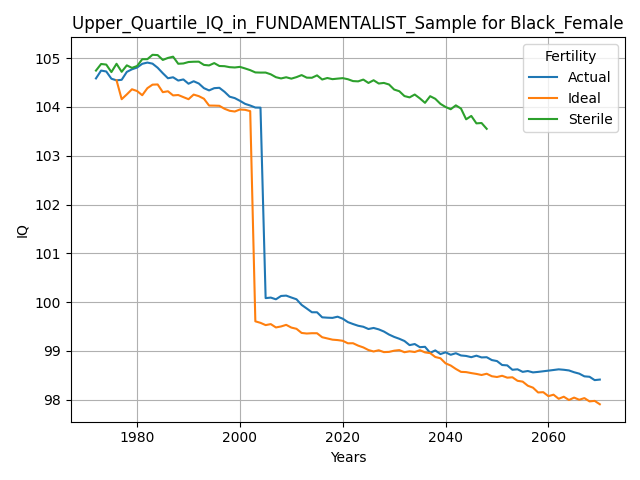 Upper_Quartile_IQ_in_FUNDAMENTALIST_Sample for Black_Female
Fertility
Actual
Ideal
Sterile
105
104
103
102
101
100
99
98
IQ
1980
2000
2020
2040
2060
Years